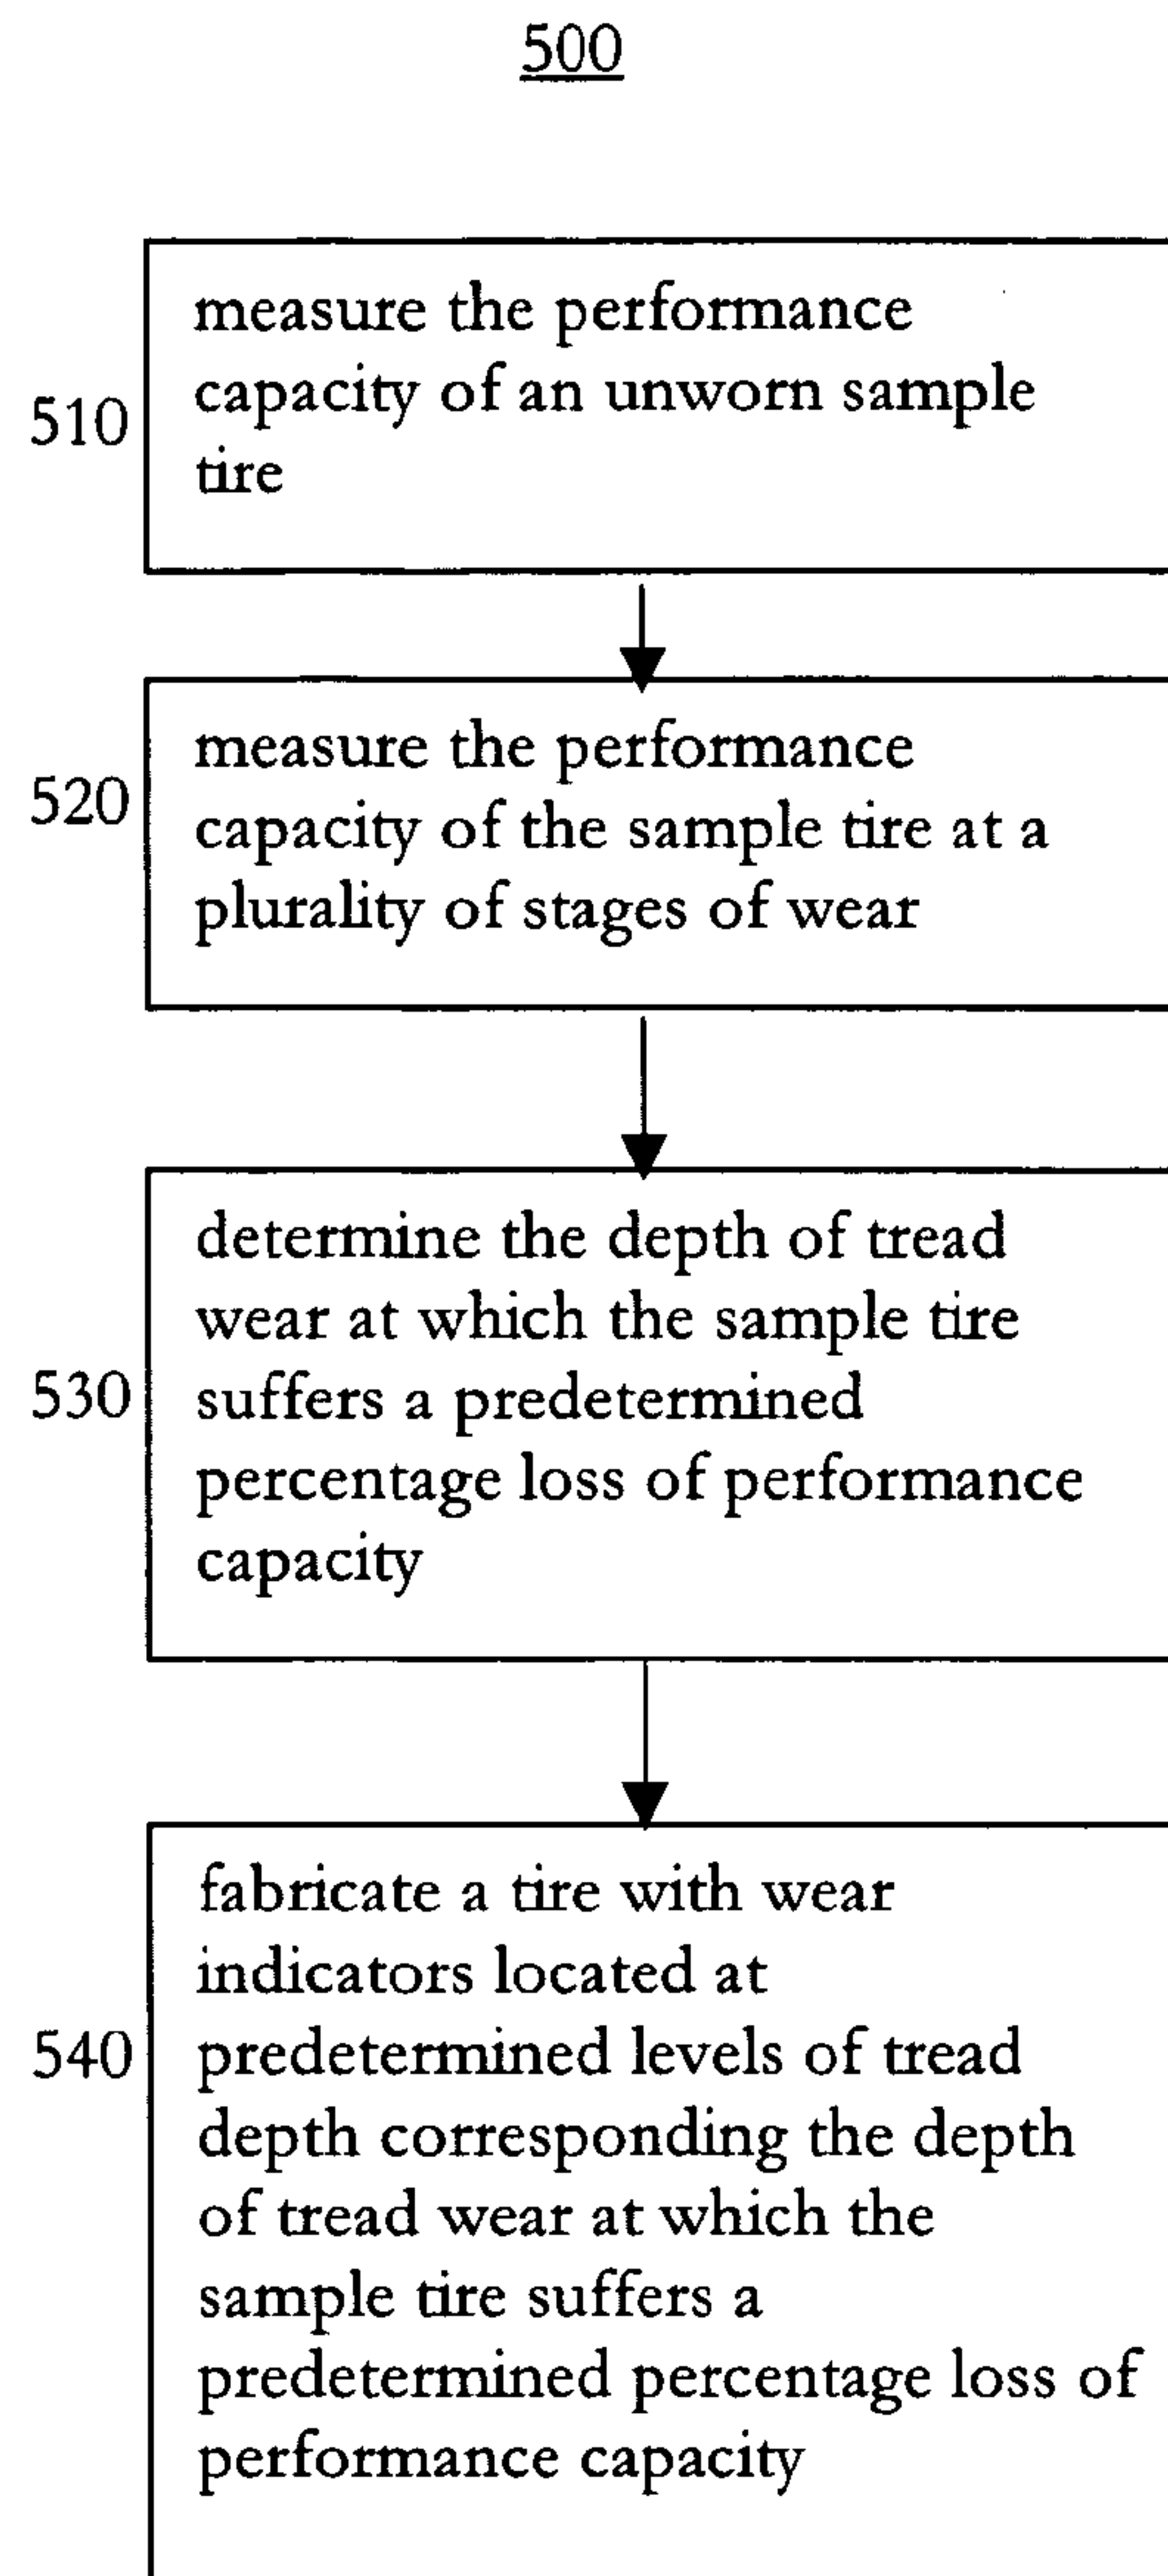 500
510
measure the performance
capacity of an unworn sample
tire
520
measure the performance
capacity of the sample tire at a
plurality of stages of wear
530
determine the depth of tread
wear at which the sample tire
suffers a predetermined
percentage loss of performance
capacity
540
fabricate a tire with wear
indicators located at
predetermined levels of tread
depth corresponding the depth
of tread wear at which the
sample tire suffers a
predetermined percentage loss of
performance capacity